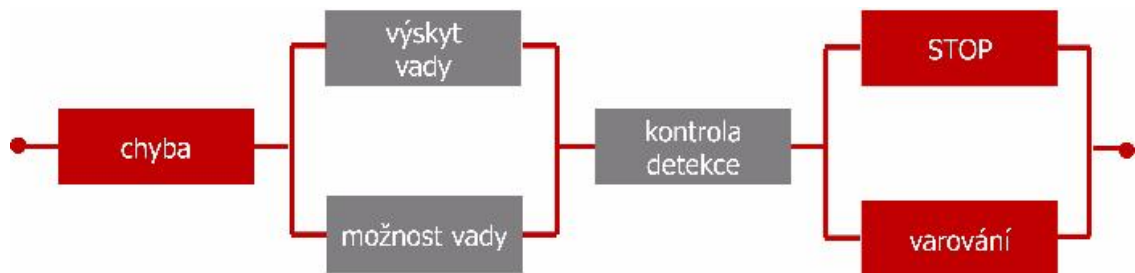 chyba
výskyt
vady
možnost vady
kontrola
detekce
STOP
varování